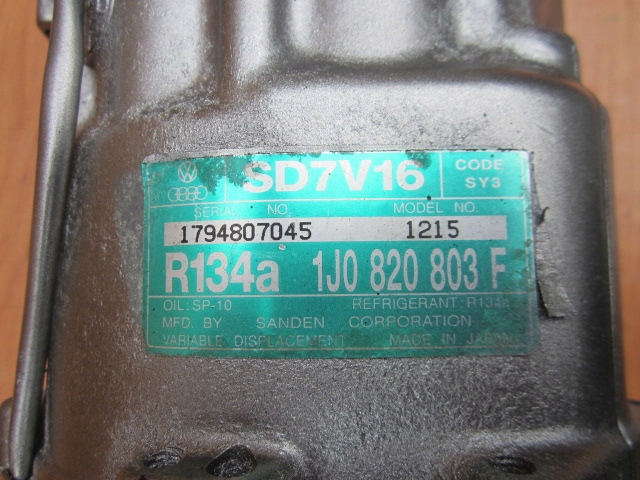 SD7V16 CODE SY3
SERIAL NO. MODEL NO.
1794807045 1215
R134a 1J0 820 803 F
OIL: SP-10 REFRIGERANT: R134a
MFD. BY SANDEN CORPORATION
VARIABLE DISPLACEMENT MADE IN JAPAN